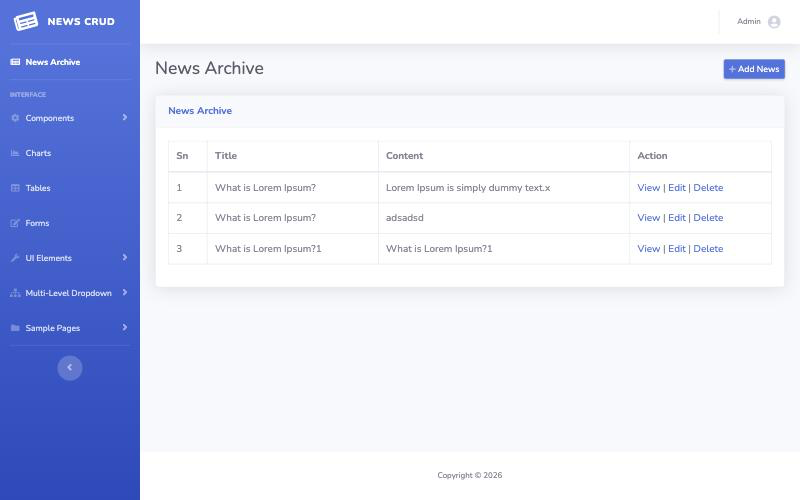 NEWS CRUD
Admin
News Archive
INTERFACE
Components
Charts
Tables
Forms
UI Elements
Multi-Level Dropdown
Sample Pages
News Archive
+ Add News
News Archive
Sn Title Content Action
1 What is Lorem Ipsum? Lorem Ipsum is simply dummy text.x View | Edit | Delete
2 What is Lorem Ipsum? adsadsd View | Edit | Delete
3 What is Lorem Ipsum?1 What is Lorem Ipsum?1 View | Edit | Delete
Copyright © 2026